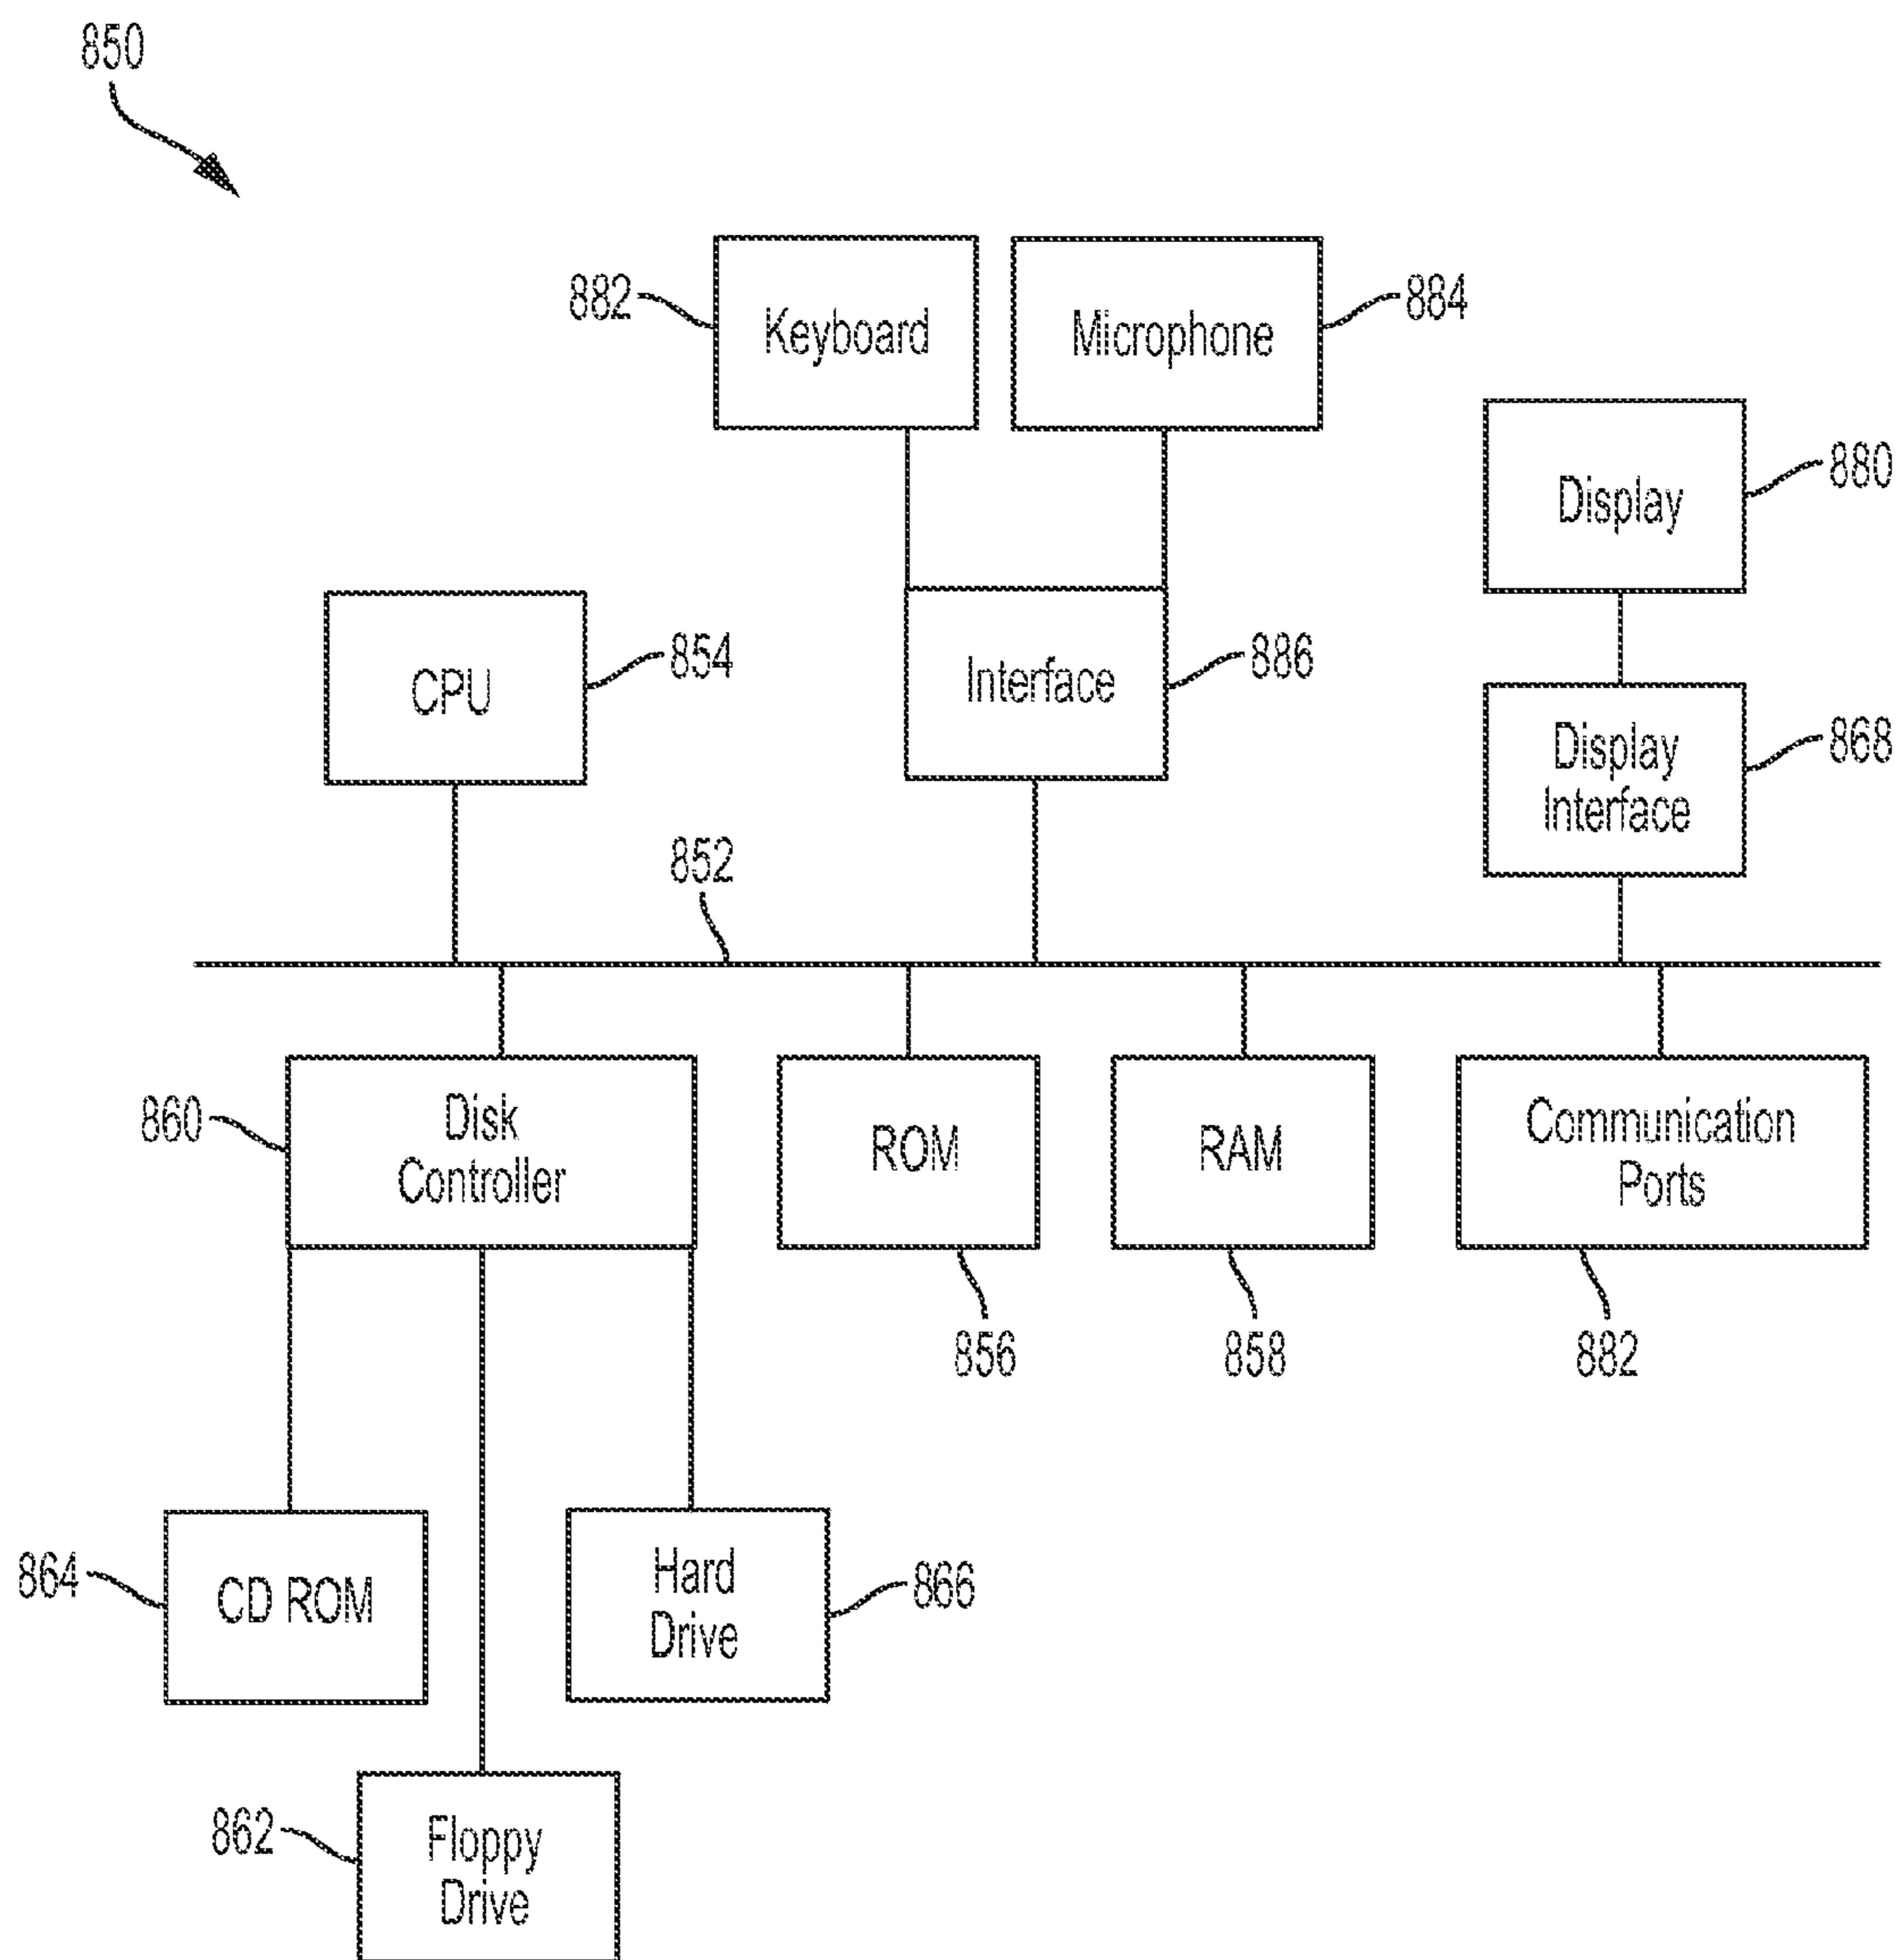 850
882
Keyboard
Microphone
884
Display
880
CPU
854
Interface
886
Display
Interface
868
852
860
Disk
Controller
ROM
RAM
Communication
Ports
856
858
882
864
CD ROM
Hard
Drive
866
862
Floppy
Drive